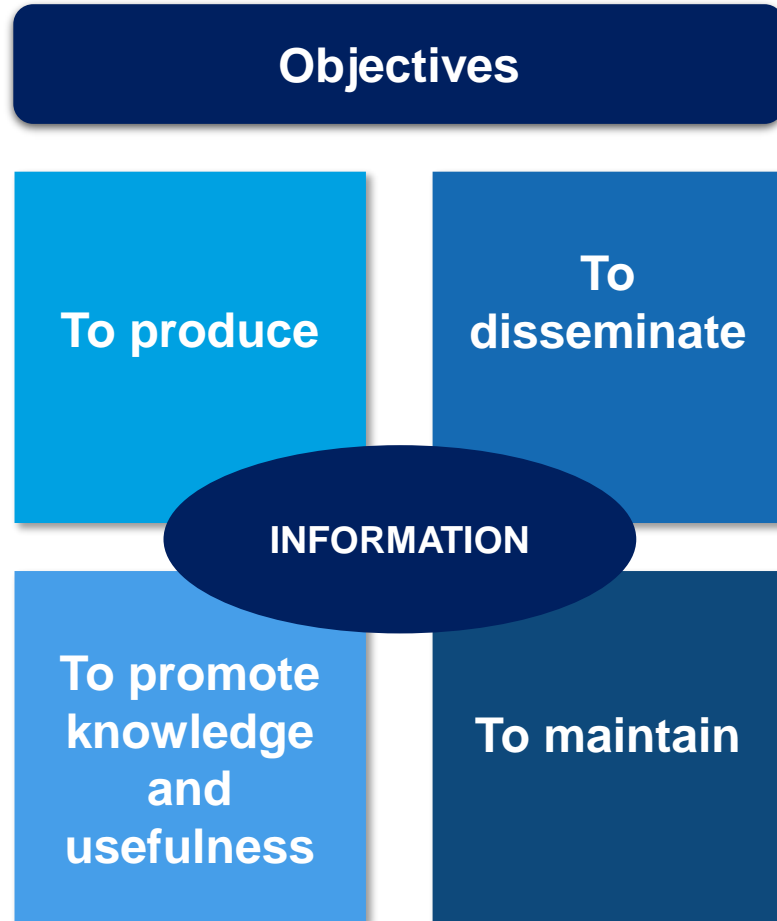 Objectives
To produce
To
disseminate
INFORMATION
To promote
knowledge
and
usefulness
To maintain